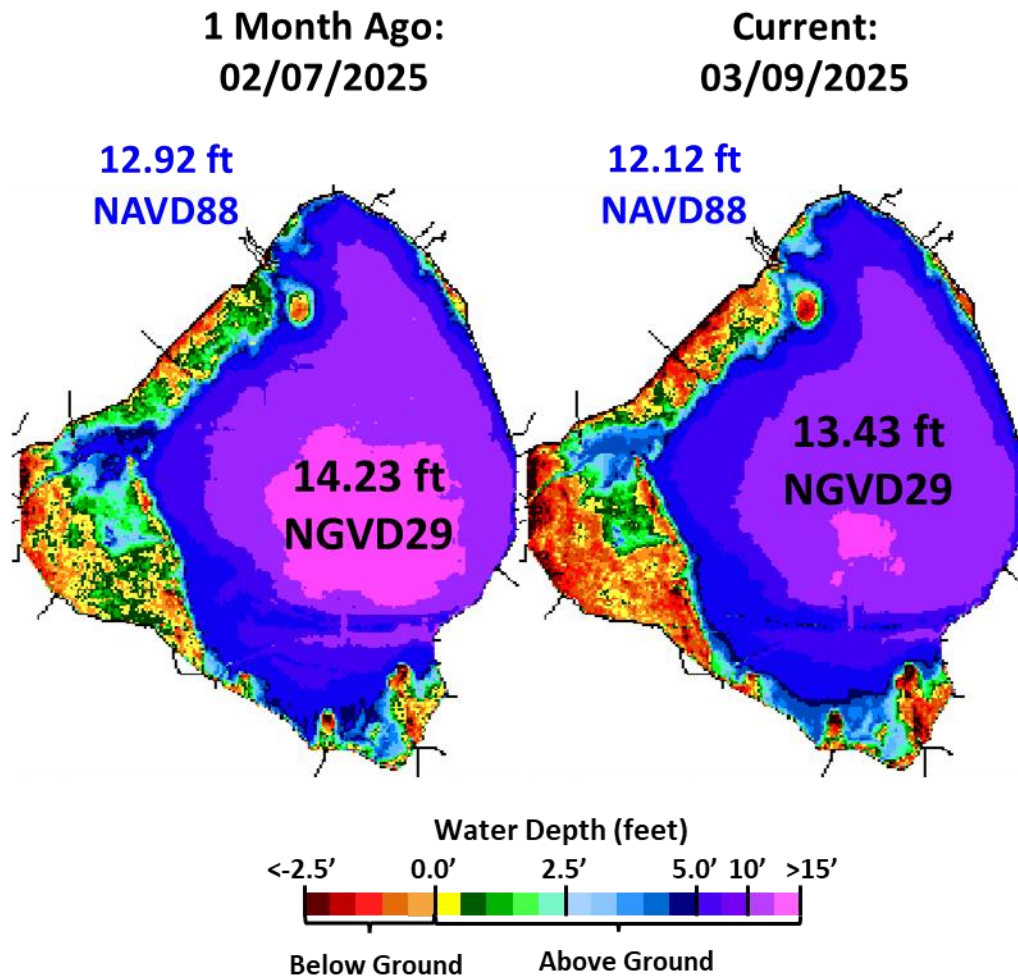 1 Month Ago:
02/07/2025
Current:
03/09/2025
12.92 ft
NAVD88
12.12 ft
NAVD88
14.23 ft
NGVD29
13.43 ft
NGVD29
Water Depth (feet)
<-2.5’ 0.0’ 2.5’ 5.0’ 10’ >15’
Below Ground Above Ground